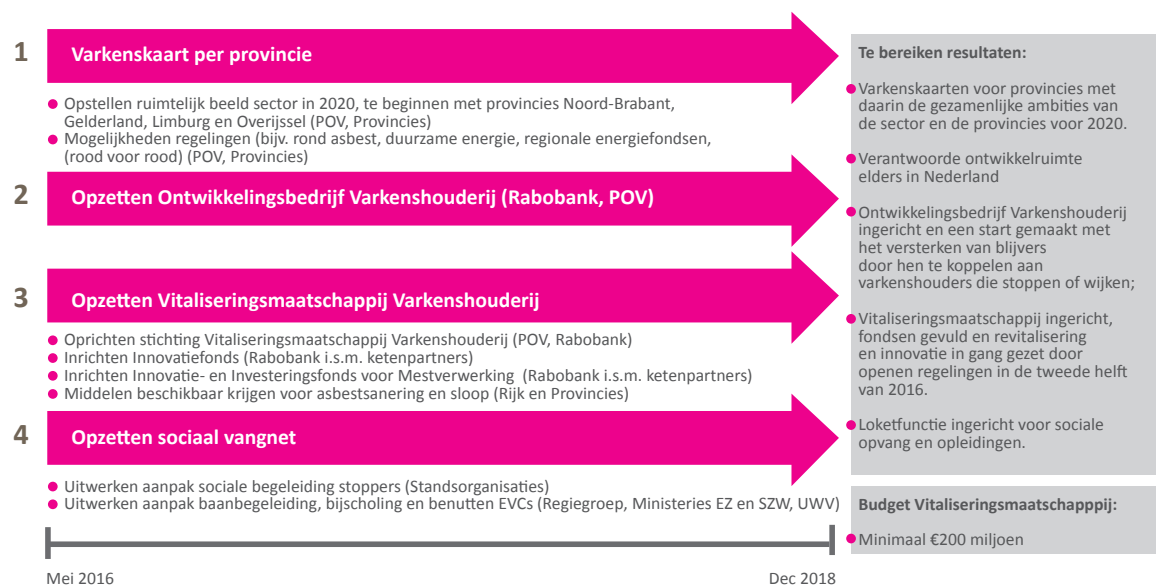 1
Varkenskaart per provincie
Opstellen ruimtelijk beeld sector in 2020, te beginnen met provincies Noord-Brabant,
Gelderland, Limburg en Overijssel (POV, Provincies)
Mogelijkheden regelingen (bijv. rond asbest, duurzame energie, regionale energiefondsen,
(rood voor rood) (POV, Provincies)
2
Opzetten Ontwikkelingsbedrijf Varkenshouderij (Rabobank, POV)
3
Opzetten Vitaliseringsmaatschappij Varkenshouderij
Oprichten stichting Vitaliseringsmaatschappij Varkenshouderij (POV, Rabobank)
Inrichten Innovatiefonds (Rabobank i.s.m. ketenpartners)
Inrichten Innovatie- en Investeringsfonds voor Mestverwerking (Rabobank i.s.m. ketenpartners)
Middelen beschikbaar krijgen voor asbestsanering en sloop (Rijk en Provincies)
4
Opzetten sociaal vangnet
Uitwerken aanpak sociale begeleiding stoppers (Standsorganisaties)
Uitwerken aanpak baanbegeleiding, bijscholing en benutten EVCs (Regiegroep, Ministeries EZ en SZW, UWV)
Mei 2016
Dec 2018
Te bereiken resultaten:
Varkenskaarten voor provincies met
daarin de gezamenlijke ambities van
de sector en de provincies voor 2020.
Verantwoorde ontwikkelruimte
elders in Nederland
Ontwikkelingsbedrijf Varkenshouderij
ingericht en een start gemaakt met
het versterken van blijvers
door hen te koppelen aan
varkenshouders die stoppen of wijken;
Vitaliseringsmaatschappij ingericht,
fondsen gevuld en revitalisering
en innovatie in gang gezet door
openen regelingen in de tweede helft
van 2016.
Loketfunctie ingericht voor sociale
opvang en opleidingen.
Budget Vitaliseringsmaatschapppij:
Minimaal €200 miljoen